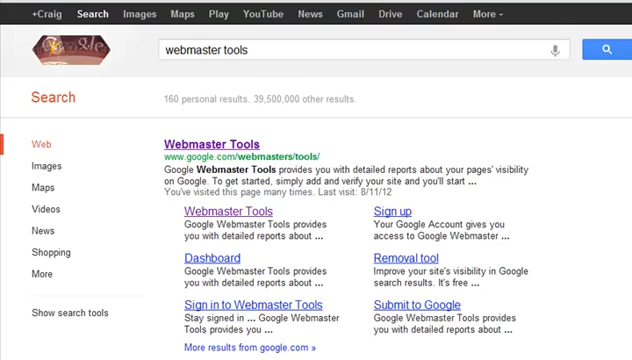 +Craig Search Images Maps Play YouTube News Gmail Drive Calendar More
webmaster tools
Search
160 personal results. 39,500,000 other results.
Web
Images
Maps
Videos
News
Shopping
More
Show search tools
Webmaster Tools
www.google.com/webmasters/tools/
Google Webmaster Tools provides you with detailed reports about your pages' visibility
on Google. To get started, simply add and verify your site and you'll start ...
You've visited this page many times. Last visit: 8/11/12
Webmaster Tools
Google Webmaster Tools provides
you with detailed reports about ...
Sign up
Your Google Account gives you
access to Google Webmaster ...
Dashboard
Google Webmaster Tools provides
you with detailed reports about ...
Removal tool
Improve your site's visibility in Google
search results. It's free ...
Sign in to Webmaster Tools
Stay signed in ... Google Webmaster
Tools provides you ...
Submit to Google
Google Webmaster Tools provides
you with detailed reports about ...
More results from google.com »